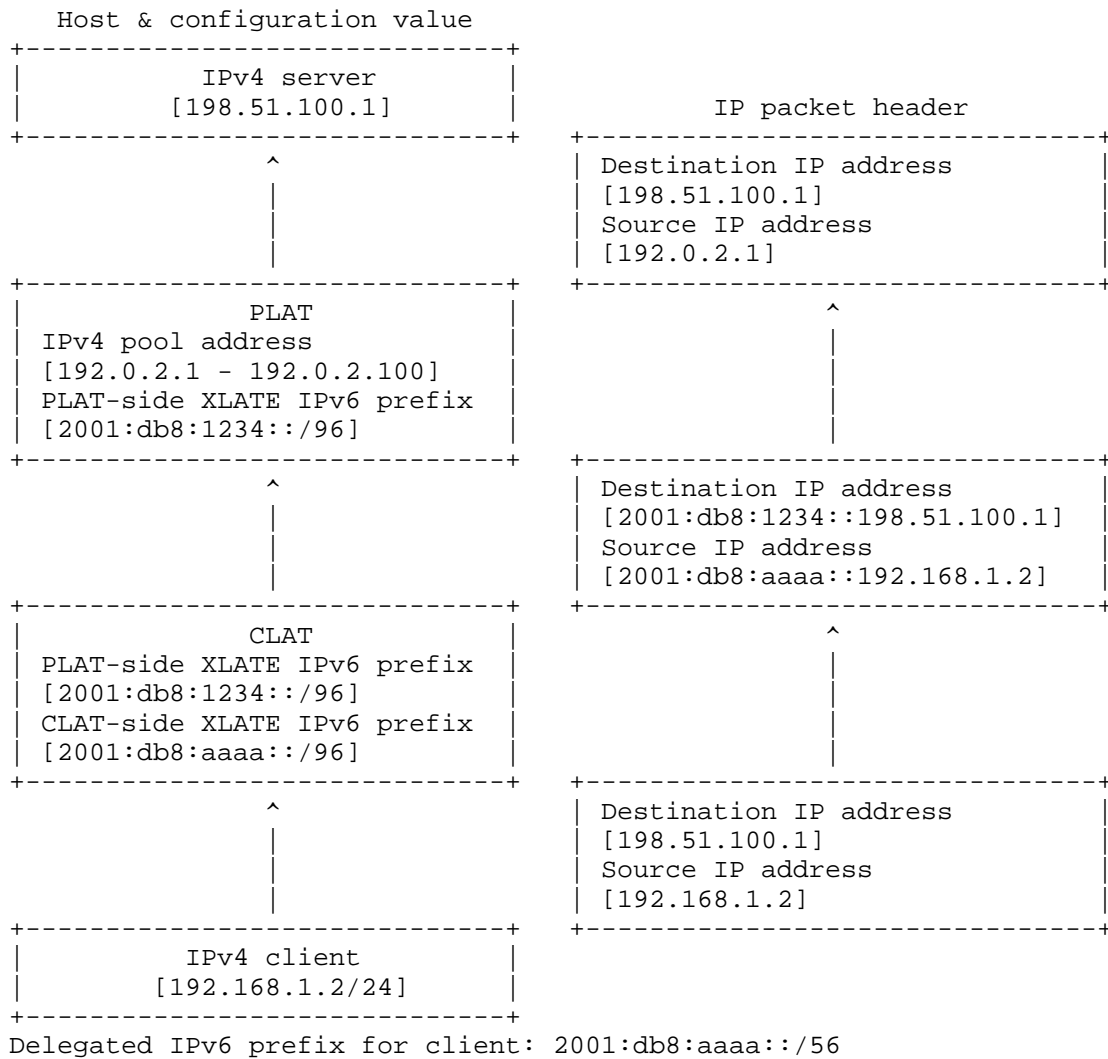 Host & configuration value
IPv4 server
[198.51.100.1]
IP packet header
Destination IP address
[198.51.100.1]
Source IP address
[192.0.2.1]
PLAT
IPv4 pool address
[192.0.2.1 - 192.0.2.100]
PLAT-side XLATE IPv6 prefix
[2001:db8:1234::/96]
Destination IP address
[2001:db8:1234::198.51.100.1]
Source IP address
[2001:db8:aaaa::192.168.1.2]
CLAT
PLAT-side XLATE IPv6 prefix
[2001:db8:1234::/96]
CLAT-side XLATE IPv6 prefix
[2001:db8:aaaa::/96]
Destination IP address
[198.51.100.1]
Source IP address
[192.168.1.2]
IPv4 client
[192.168.1.2/24]
Delegated IPv6 prefix for client: 2001:db8:aaaa::/56